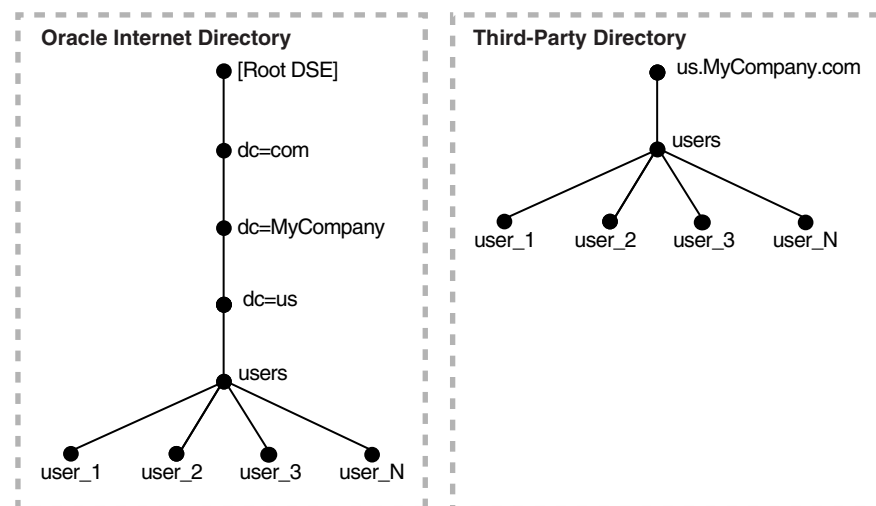 Oracle Internet Directory
[Root DSE]
dc=com
dc=MyCompany
dc=us
users
user_1
user_2
user_3
user_N
Third-Party Directory
us.MyCompany.com
users
user_1
user_2
user_3
user_N